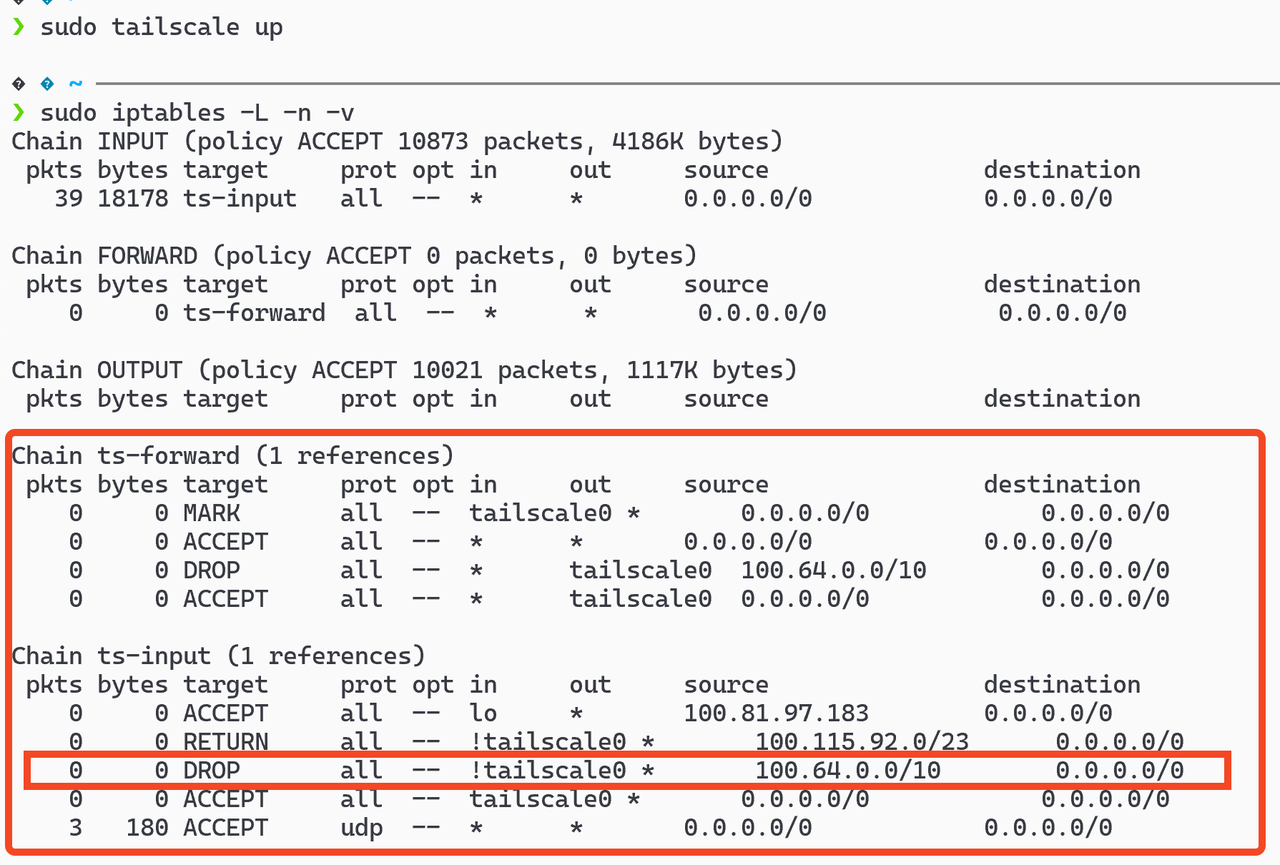 ❯ sudo tailscale up
~
❯ sudo iptables -L -n -v
Chain INPUT (policy ACCEPT 10873 packets, 4186K bytes)
 pkts bytes target     prot opt in     out     source               destination
   39 18178 ts-input   all  --  *      *       0.0.0.0/0            0.0.0.0/0
Chain FORWARD (policy ACCEPT 0 packets, 0 bytes)
 pkts bytes target     prot opt in     out     source               destination
    0     0 ts-forward  all  --  *      *       0.0.0.0/0            0.0.0.0/0
Chain OUTPUT (policy ACCEPT 10021 packets, 1117K bytes)
 pkts bytes target     prot opt in     out     source               destination
Chain ts-forward (1 references)
 pkts bytes target     prot opt in     out     source               destination
    0     0 MARK       all  --  tailscale0 *       0.0.0.0/0            0.0.0.0/0
    0     0 ACCEPT     all  --  *      *       0.0.0.0/0            0.0.0.0/0
    0     0 DROP       all  --  *      tailscale0  100.64.0.0/10        0.0.0.0/0
    0     0 ACCEPT     all  --  *      tailscale0  0.0.0.0/0            0.0.0.0/0
Chain ts-input (1 references)
 pkts bytes target     prot opt in     out     source               destination
    0     0 ACCEPT     all  --  lo     *       100.81.97.183        0.0.0.0/0
    0     0 RETURN     all  --  !tailscale0 *       100.115.92.0/23      0.0.0.0/0
    0     0 DROP       all  --  !tailscale0 *       100.64.0.0/10        0.0.0.0/0
    0     0 ACCEPT     all  --  tailscale0 *       0.0.0.0/0            0.0.0.0/0
    3   180 ACCEPT     udp  --  *      *       0.0.0.0/0            0.0.0.0/0